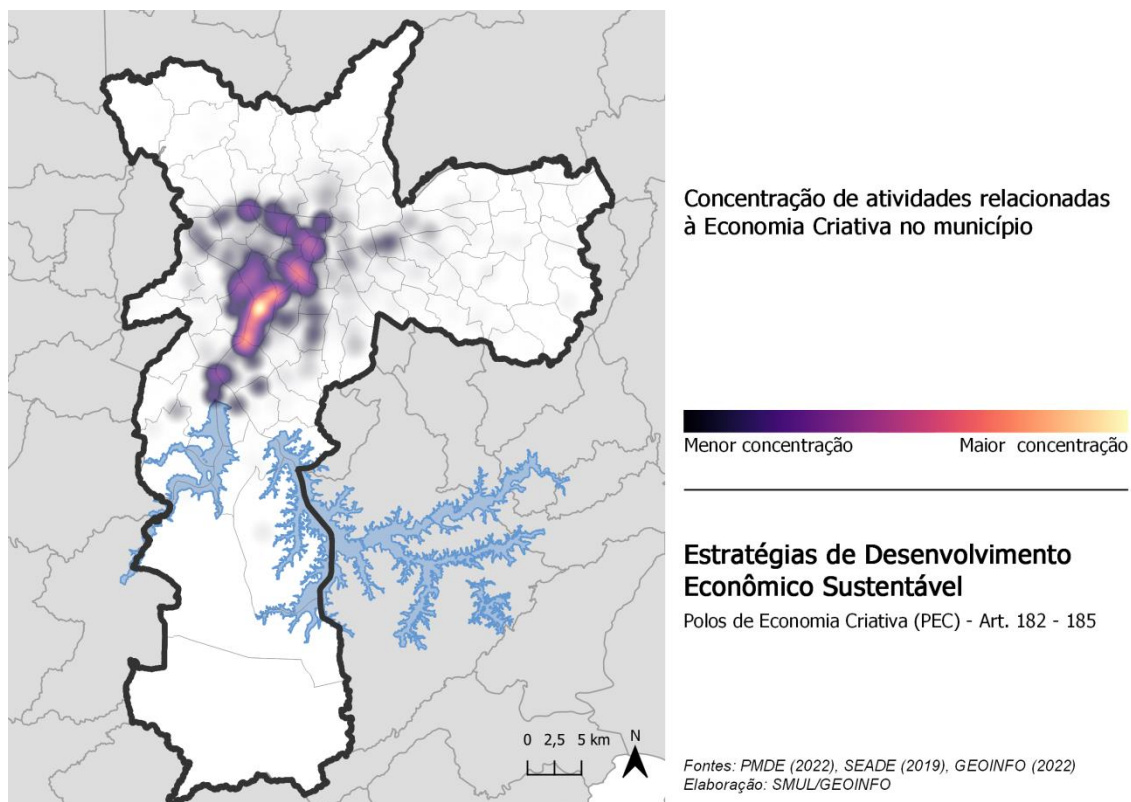 Concentração de atividades relacionadas
à Economia Criativa no município
Menor concentração
Maior concentração
Estratégias de Desenvolvimento
Econômico Sustentável
Polos de Economia Criativa (PEC) - Art. 182 - 185
0 2,5 5 km
N
Fontes: PMDE (2022), SEADE (2019), GEOINFO (2022)
Elaboração: SMUL/GEOINFO